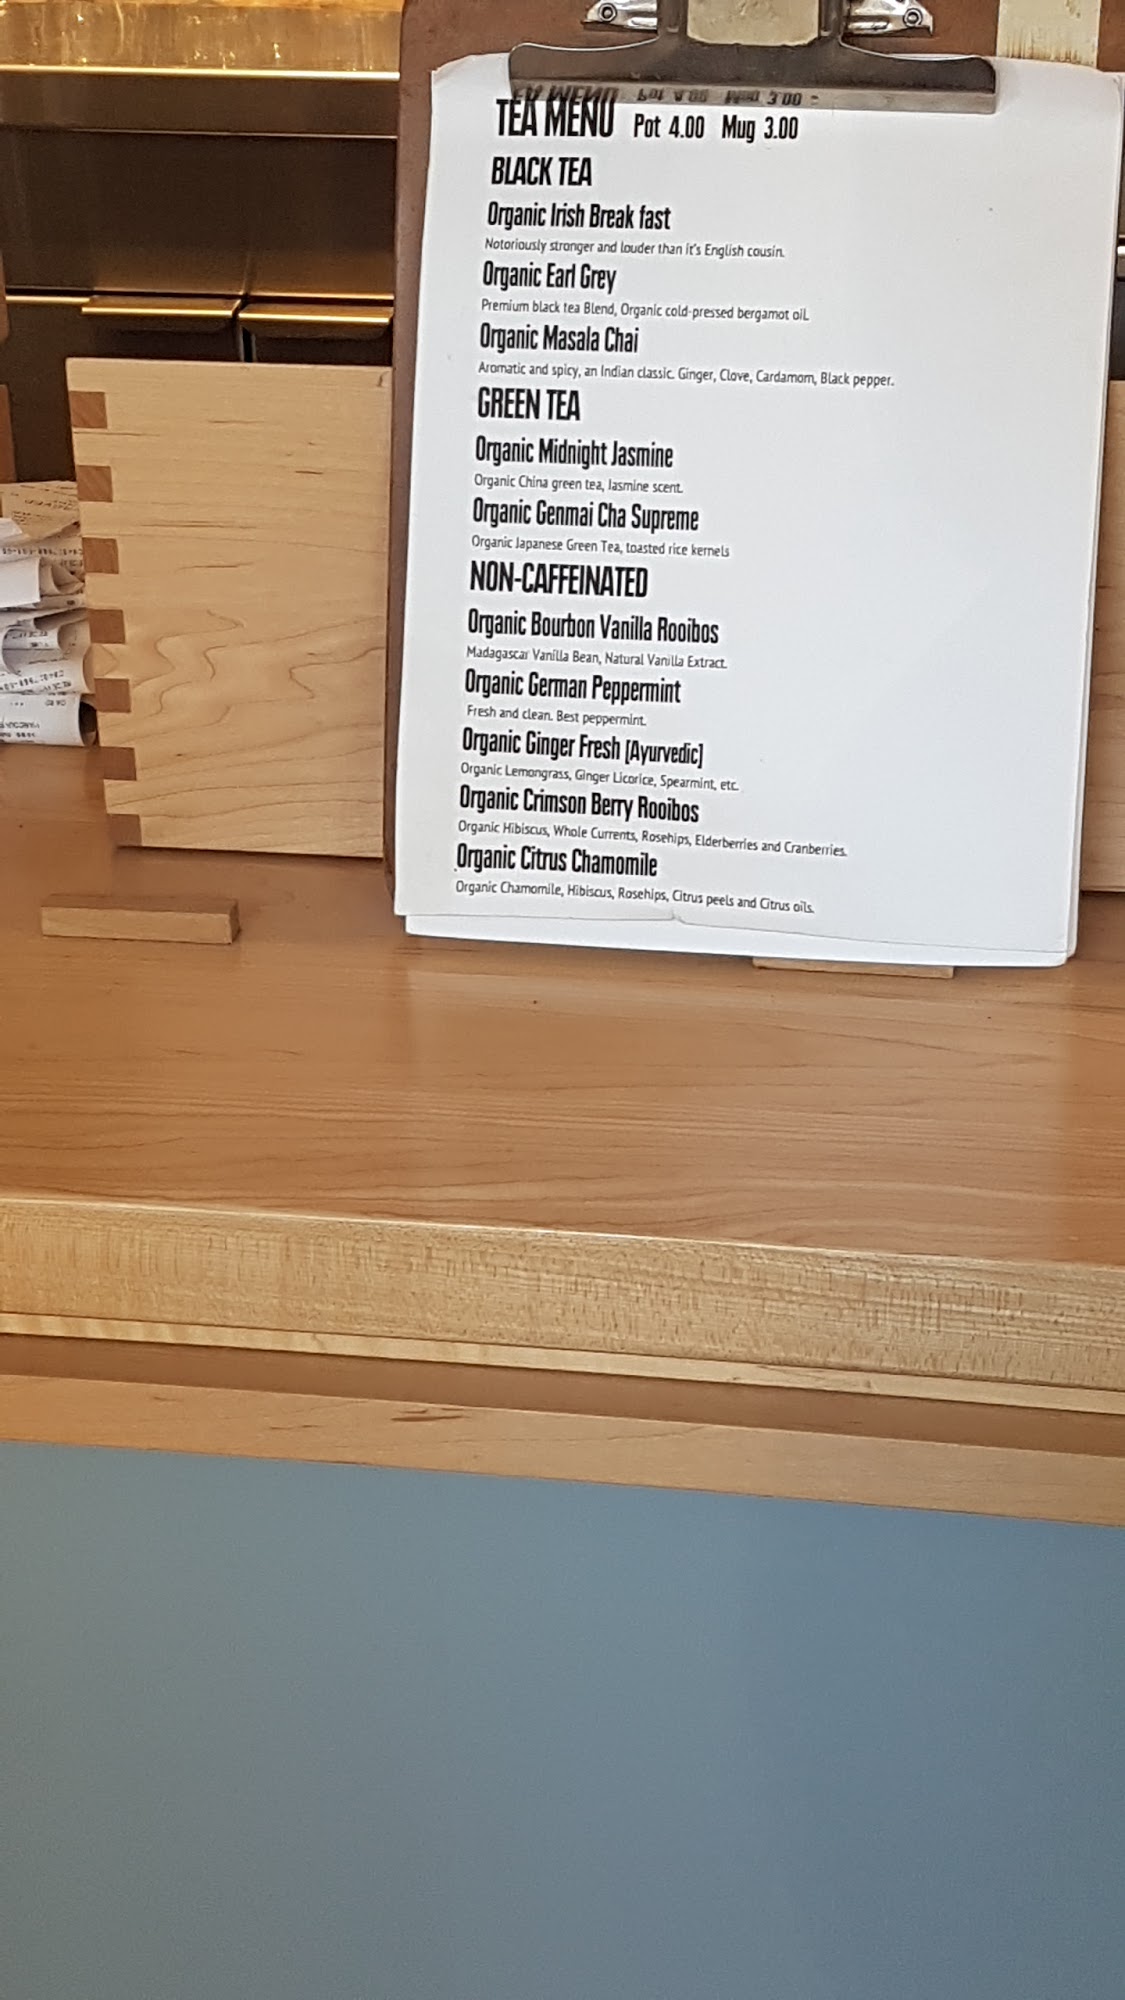 TEA MENU Pot 4.00 Mug 3.00
BLACK TEA
Organic Irish Break fast
Notoriously stronger and louder than it's English cousin.
Organic Earl Grey
Premium black tea Blend, Organic cold-pressed bergamot oil.
Organic Masala Chai
Aromatic and spicy, an Indian classic. Ginger, Clove, Cardamom, Black pepper.
GREEN TEA
Organic Midnight Jasmine
Organic China green tea, Jasmine scent.
Organic Genmai Cha Supreme
Organic Japanese Green Tea, toasted rice kernels
NON-CAFFEINATED
Organic Bourbon Vanilla Rooibos
Madagascar Vanilla Bean, Natural Vanilla Extract.
Organic German Peppermint
Fresh and clean. Best peppermint.
Organic Ginger Fresh [Ayurvedic]
Organic Lemongrass, Ginger Licorice, Spearmint, etc.
Organic Crimson Berry Rooibos
Organic Hibiscus, Whole Currents, Rosehips, Elderberries and Cranberries.
Organic Citrus Chamomile
Organic Chamomile, Hibiscus, Rosehips, Citrus peels and Citrus oils.